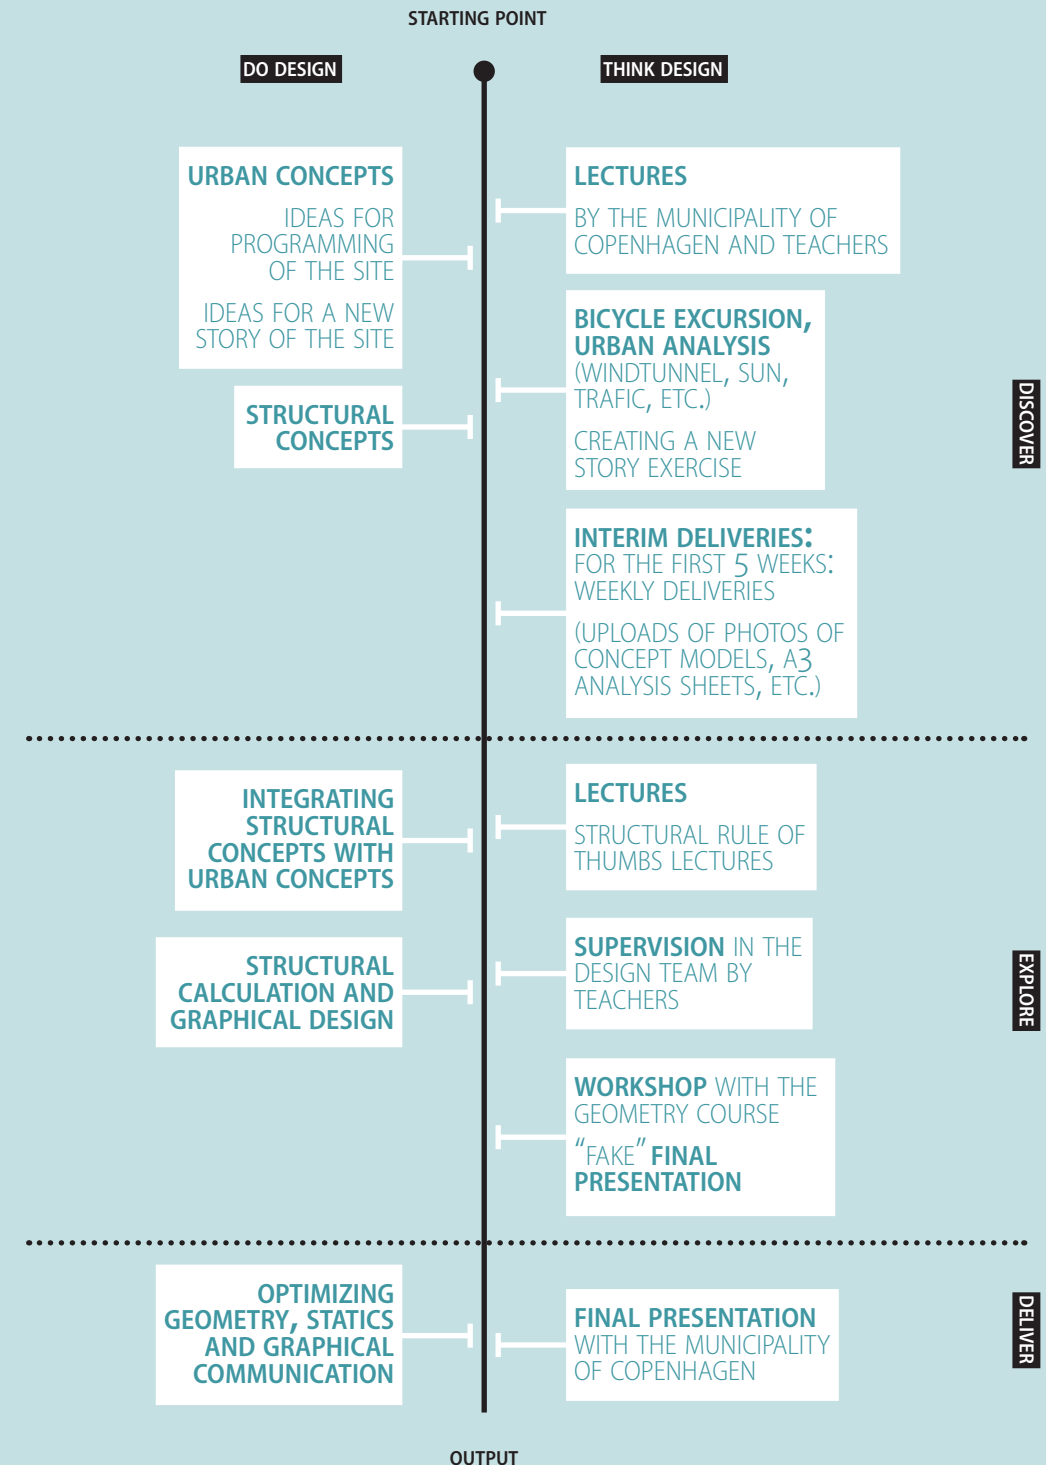 STARTING POINT
DO DESIGN
THINK DESIGN
URBAN CONCEPTS
IDEAS FOR
PROGRAMMING
OF THE SITE
IDEAS FOR A NEW
STORY OF THE SITE
LECTURES
BY THE MUNICIPALITY OF
COPENHAGEN AND TEACHERS
BICYCLE EXCURSION,
URBAN ANALYSIS
(WINDTUNNEL, SUN,
TRAFIC, ETC.)
CREATING A NEW
STORY EXERCISE
STRUCTURAL
CONCEPTS
DISCOVER
INTERIM DELIVERIES:
FOR THE FIRST 5 WEEKS:
WEEKLY DELIVERIES
(UPLOADS OF PHOTOS OF
CONCEPT MODELS, A3
ANALYSIS SHEETS, ETC.)
INTEGRATING
STRUCTURAL
CONCEPTS WITH
URBAN CONCEPTS
LECTURES
STRUCTURAL RULE OF
THUMBS LECTURES
STRUCTURAL
CALCULATION AND
GRAPHICAL DESIGN
SUPERVISION IN THE
DESIGN TEAM BY
TEACHERS
EXPLORE
WORKSHOP WITH THE
GEOMETRY COURSE
"FAKE" FINAL
PRESENTATION
OPTIMIZING
GEOMETRY, STATICS
AND GRAPHICAL
COMMUNICATION
FINAL PRESENTATION
WITH THE MUNICIPALITY
OF COPENHAGEN
DELIVER
OUTPUT